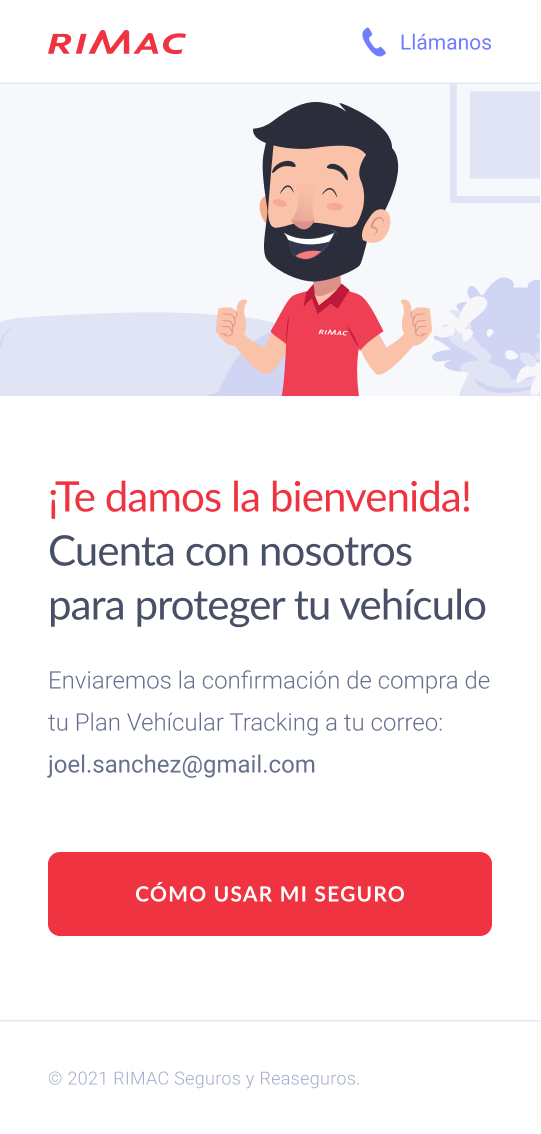 RIMAC
Llámanos
RIMAC
¡Te damos la bienvenida!
Cuenta con nosotros
para proteger tu vehículo
Enviaremos la confirmación de compra de
tu Plan Vehícular Tracking a tu correo:
joel.sanchez@gmail.com
CÓMO USAR MI SEGURO
© 2021 RIMAC Seguros y Reaseguros.